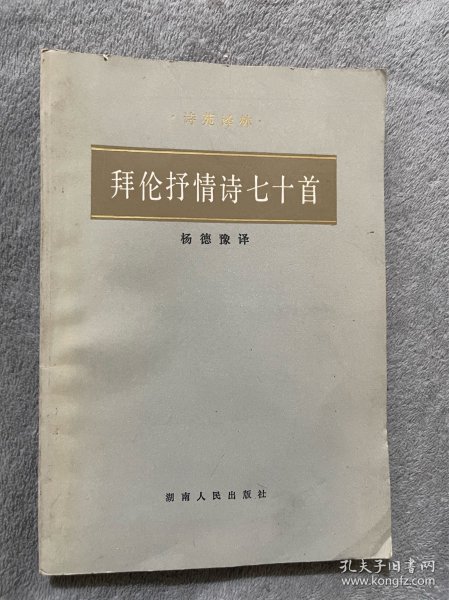 ·诗苑译林·
拜伦抒情诗七十首
杨德豫译
湖南人民出版社
孔夫子旧书网
www.kongfz.com